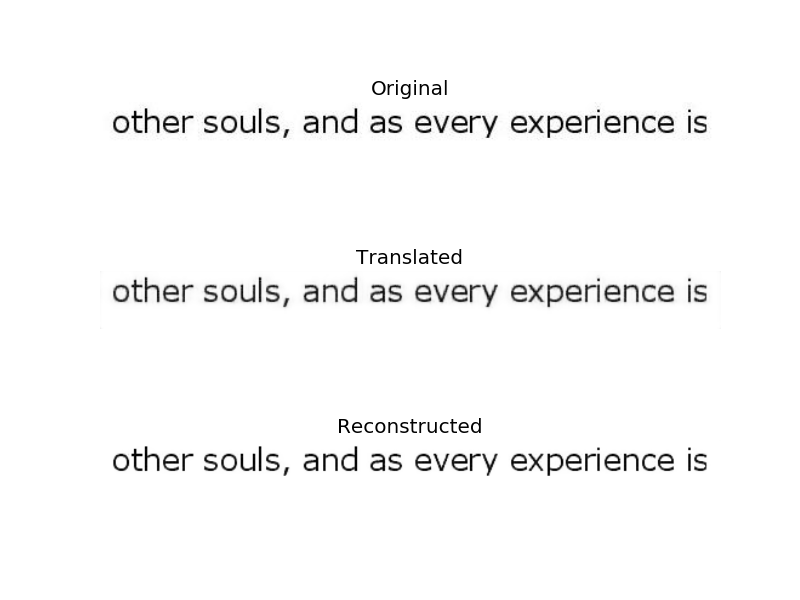 Original
other souls, and as every experience is
Translated
other souls, and as every experience is
Reconstructed
other souls, and as every experience is